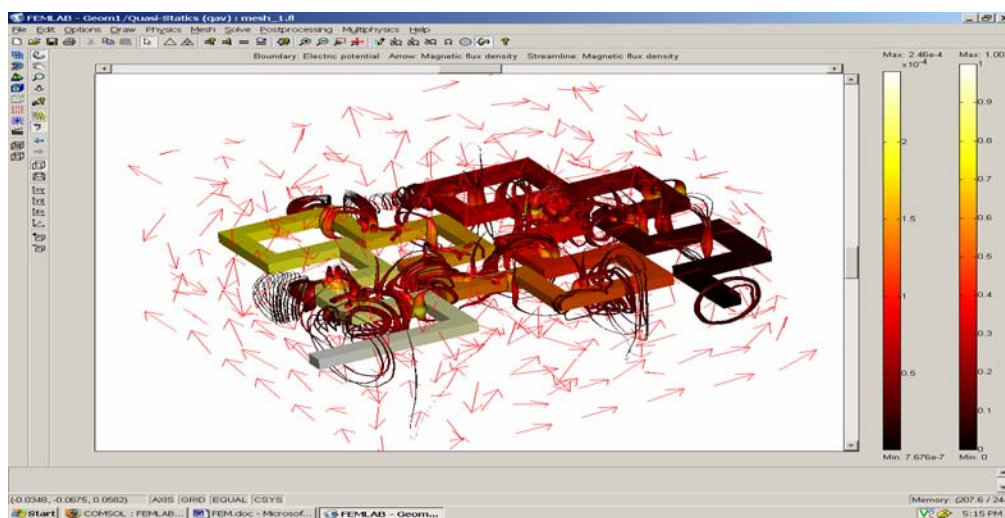 FEMLAB - Geom1/Quasi-Statics (qav) : mesh_1.fl
File Edit Options Draw Physics Mesh Solve Postprocessing Multiphysics Help
Boundary: Electric potential Arrow: Magnetic flux density Streamline: Magnetic flux density
Max: 2.46e-4 Max: 1.00
×10⁻⁴
2
1.5
1
0.5
1
0.9
0.8
0.7
0.6
0.5
0.4
0.3
0.2
0.1
0
Min: 7.676e-7 Min: 0
(-0.0348, -0.0675, 0.0582) AXIS GRID EQUAL CSYS Memory: (207.6 / 24
Start COMSOL : FEMLAB... FEM.doc - Microsof... FEMLAB - Geom... 5:15 PM